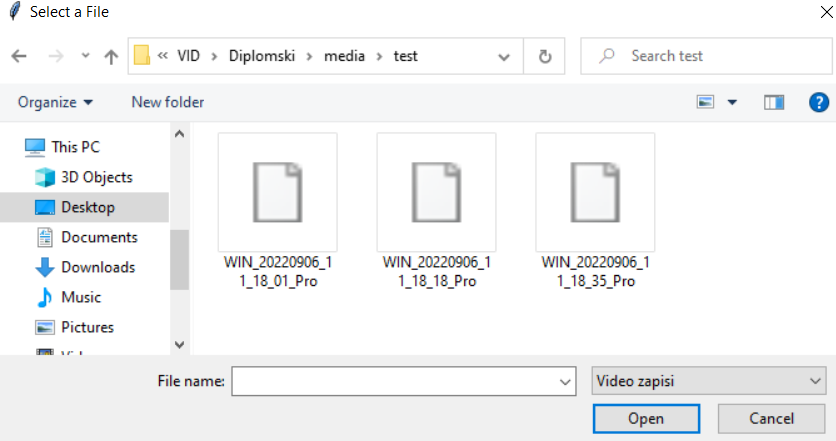 Select a File
« VID › Diplomski › media › test
Search test
Organize
New folder
This PC
3D Objects
Desktop
Documents
Downloads
Music
Pictures
WIN_20220906_1
1_18_01_Pro
WIN_20220906_1
1_18_18_Pro
WIN_20220906_1
1_18_35_Pro
File name:
Video zapisi
Open
Cancel